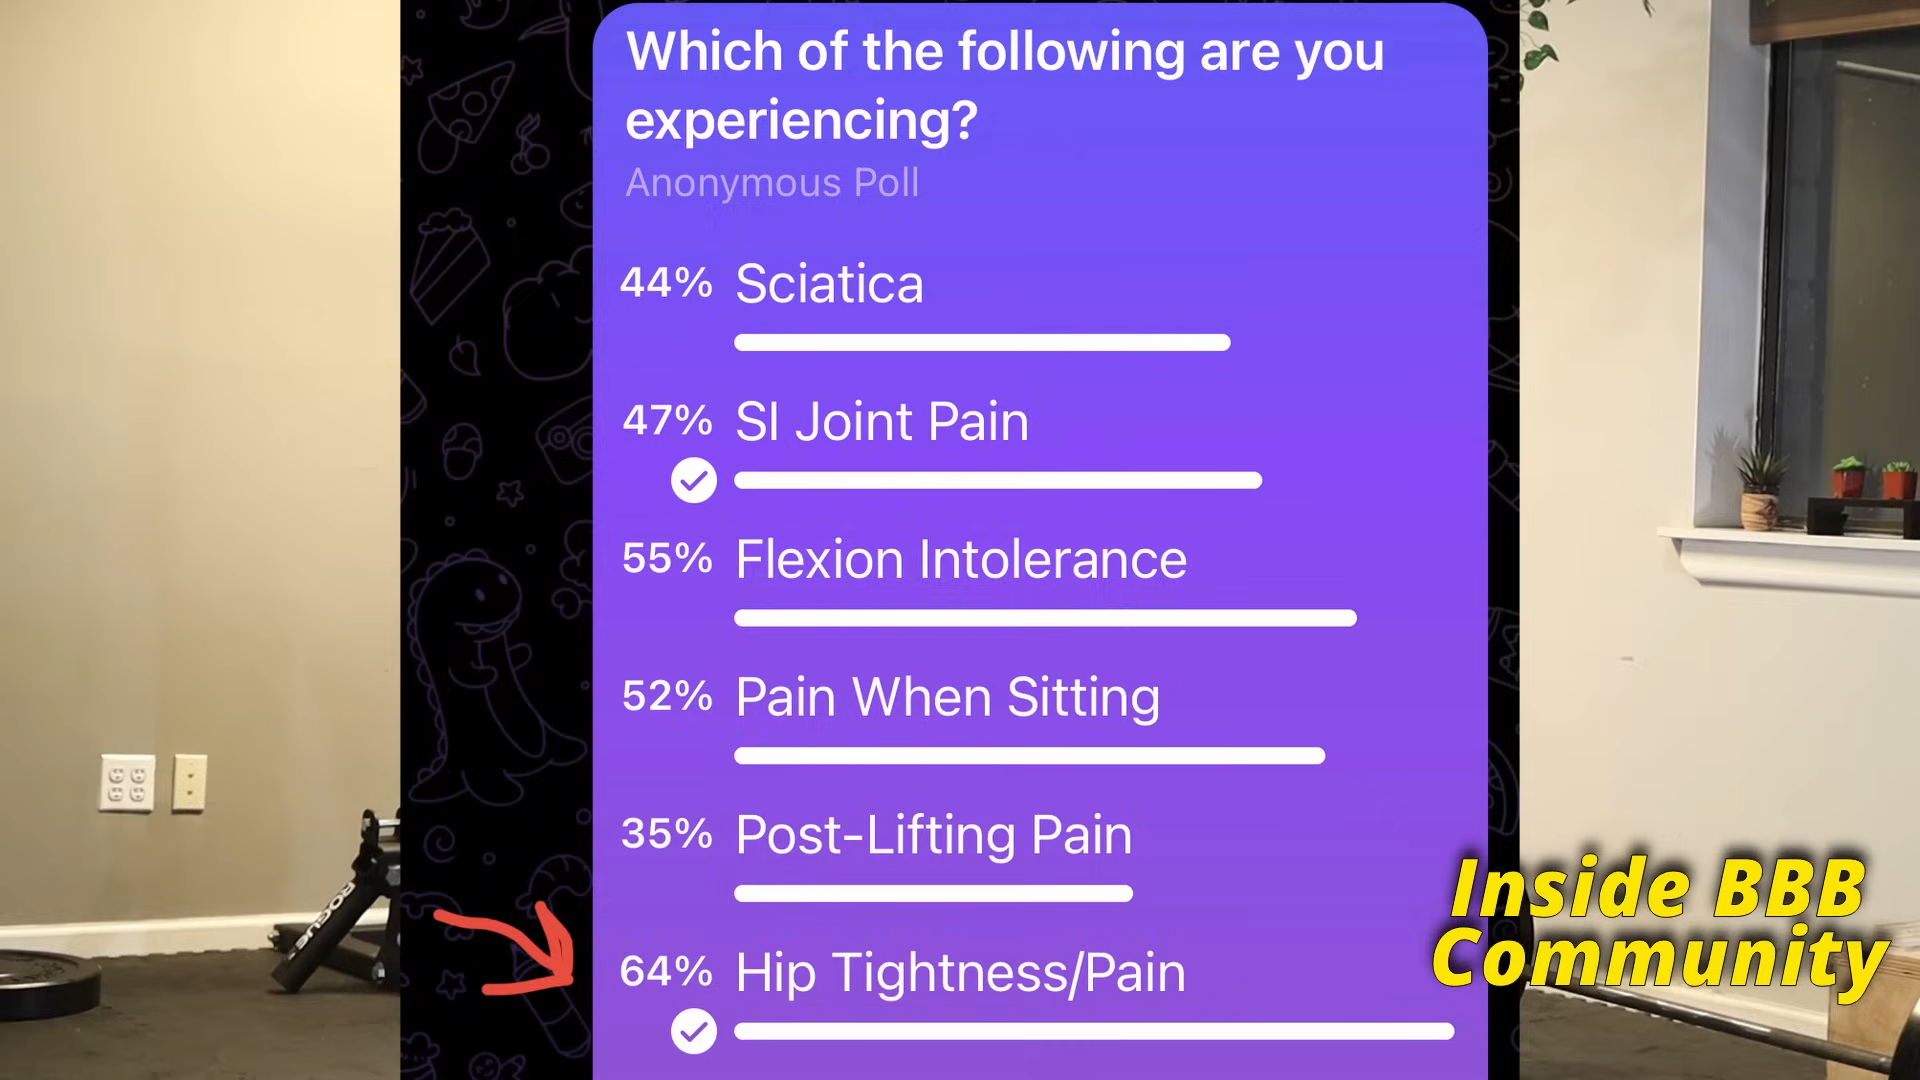 Which of the following are you
experiencing?
Anonymous Poll
44% Sciatica
47% SI Joint Pain
55% Flexion Intolerance
52% Pain When Sitting
35% Post-Lifting Pain
64% Hip Tightness/Pain
ROGUE
Inside BBB
Community